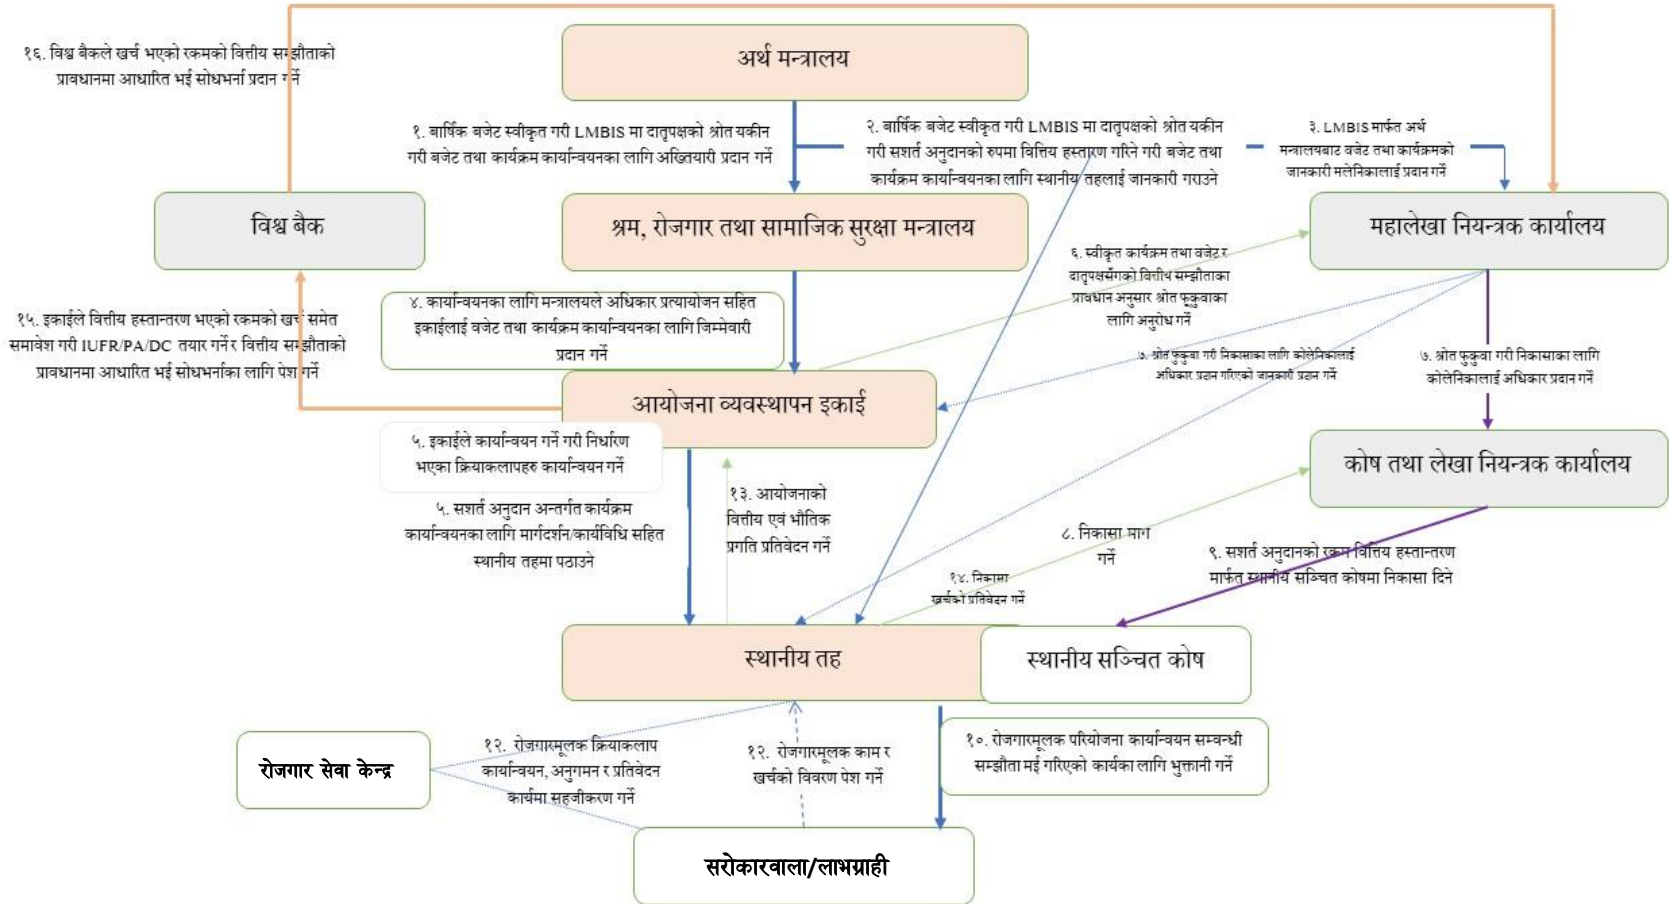 अर्थ मन्त्रालय
१६. विश्व बैकले खर्च भएको रकमको वित्तीय सम्झौताको
प्रावधानमा आधारित भई सोधभर्ना प्रदान गर्ने
१. बार्षिक बजेट स्वीकृत गरी LMBIS मा दातृपक्षको श्रोत यकीन
गरी बजेट तथा कार्यक्रम कार्यान्वयनका लागि अख्तियारी प्रदान गर्ने
२. बार्षिक बजेट स्वीकृत गरी LMBIS मा दातृपक्षको श्रोत यकीन
गरी सशर्त अनुदानको रुपमा वित्तिय हस्तारण गरिने गरी बजेट तथा
कार्यक्रम कार्यान्वयनका लागि स्थानीय तहलाई जानकारी गराउने
३. LMBIS मार्फत अर्थ
मन्त्रालयबाट वजेट तथा कार्यक्रमको
जानकारी मलेनिकालाई प्रदान गर्ने
विश्व बैक
श्रम, रोजगार तथा सामाजिक सुरक्षा मन्त्रालय
महालेखा नियन्त्रक कार्यालय
४. कार्यान्वयनका लागि मन्त्रालयले अधिकार प्रत्यायोजन सहित
इकाईलाई वजेट तथा कार्यक्रम कार्यान्वयनका लागि जिम्मेवारी
प्रदान गर्ने
६. स्वीकृत कार्यक्रम तथा वजेट र
दातृपक्षसँगको वित्तीय सम्झौताका
प्रावधान अनुसार श्रोत फूकुवाका
लागि अनुरोध गर्ने
१५. इकाईले वित्तीय हस्तान्तरण भएको रकमको खर्च समेत
समावेश गरी IUFR/PA/DC तयार गर्ने र वित्तीय सम्झौताको
प्रावधानमा आधारित भई सोधभर्नाका लागि पेश गर्ने
७. श्रोत फुकुवा गरी निकासाका लागि कोलेनिकालाई
अधिकार प्रदान गरिएको जानकारी प्रदान गर्ने
७. श्रोत फुकुवा गरी निकासाका लागि
कोलेनिकालाई अधिकार प्रदान गर्ने
आयोजना व्यवस्थापन इकाई
५. इकाईले कार्यान्वयन गर्ने गरी निर्धारण
भएका क्रियाकलापहरु कार्यान्वयन गर्ने
कोष तथा लेखा नियन्त्रक कार्यालय
५. सशर्त अनुदान अन्तर्गत कार्यक्रम
कार्यान्वयनका लागि मार्गदर्शन/कार्यविधि सहित
स्थानीय तहमा पठाउने
१३. आयोजनाको
वित्तीय एवं भौतिक
प्रगति प्रतिवेदन गर्ने
८. निकासा माग
गर्ने
९. सशर्त अनुदानको रकम वित्तिय हस्तान्तरण
मार्फत स्थानीय सञ्चित कोषमा निकासा दिने
१४. निकासा
खर्चको प्रतिवेदन गर्ने
स्थानीय तह
स्थानीय सञ्चित कोष
रोजगार सेवा केन्द्र
१२. रोजगारमूलक क्रियाकलाप
कार्यान्वयन, अनुगमन र प्रतिवेदन
कार्यमा सहजीकरण गर्ने
१२. रोजगारमूलक काम र
खर्चको विवरण पेश गर्ने
१०. रोजगारमूलक परियोजना कार्यान्वयन सम्वन्धी
सम्झौता मई गरिएको कार्यका लागि भुक्तानी गर्ने
सरोकारवाला/लाभग्राही